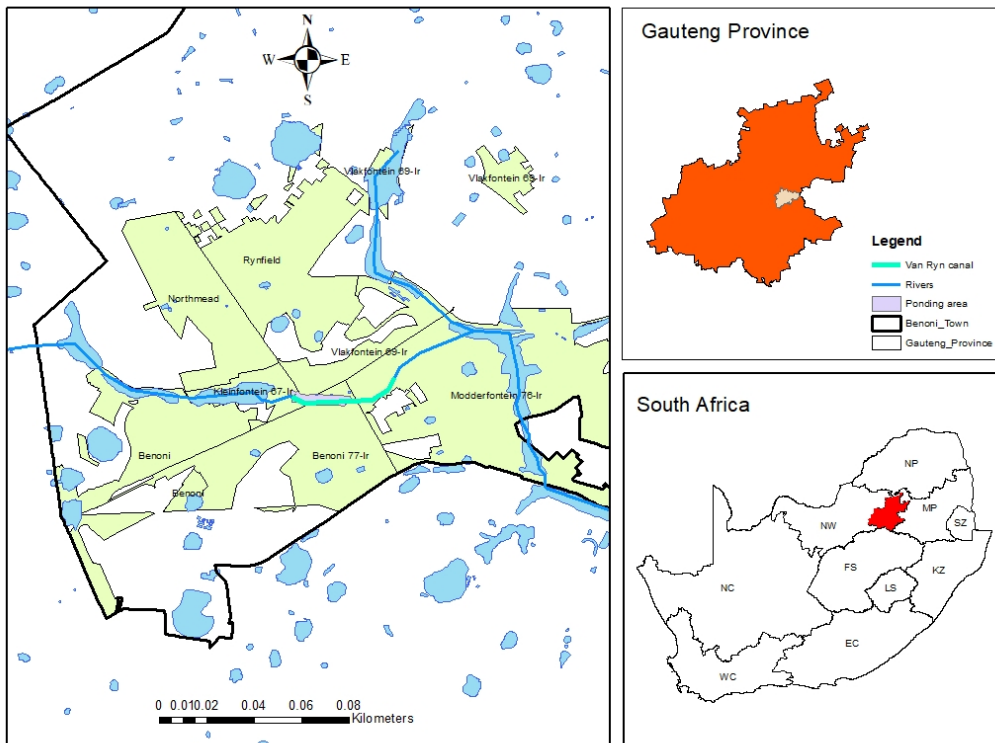 N
W E
S
Vlakfontein 69-Ir
Vlakfontein 69-Ir
Rynfield
Northmead
Vlakfontein 69-Ir
Kleinfontein 67-Ir
Modderfontein 76-Ir
Benoni
Benoni 77-Ir
Benoni
0 0.010.02 0.04 0.06 0.08
Kilometers
Gauteng Province
Legend
Van Ryn canal
Rivers
Ponding area
Benoni_Town
Gauteng_Province
South Africa
NP
NW
MP
SZ
FS
KZ
NC
LS
EC
WC